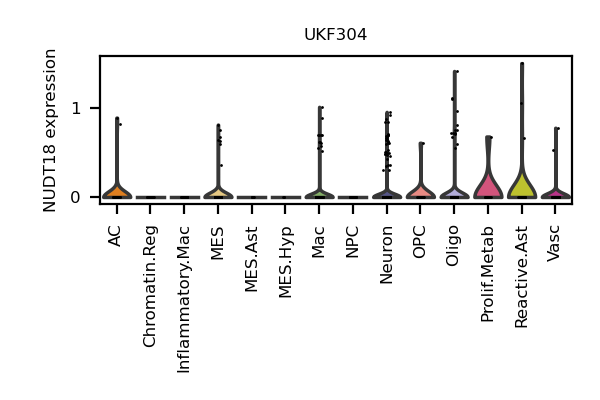 UKF304
NUDT18 expression
1
0
AC
Chromatin.Reg
Inflammatory.Mac
MES
MES.Ast
MES.Hyp
Mac
NPC
Neuron
OPC
Oligo
Prolif.Metab
Reactive.Ast
Vasc